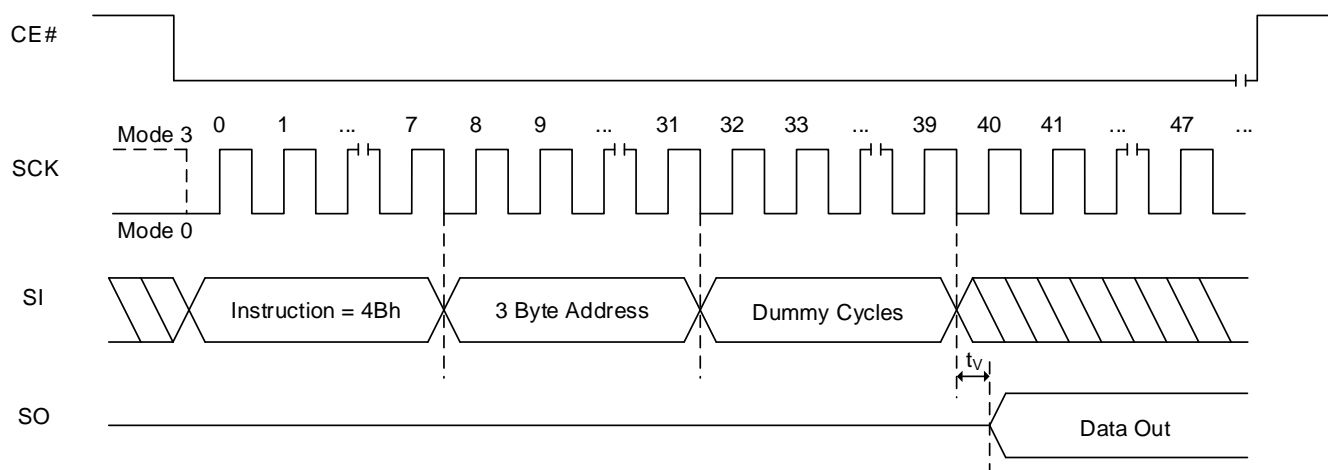 CE#
Mode 3 0 1 ... 7 8 9 ... 31 32 33 ... 39 40 41 ... 47 ...
SCK
Mode 0
SI Instruction = 4Bh 3 Byte Address Dummy Cycles
tV
SO Data Out